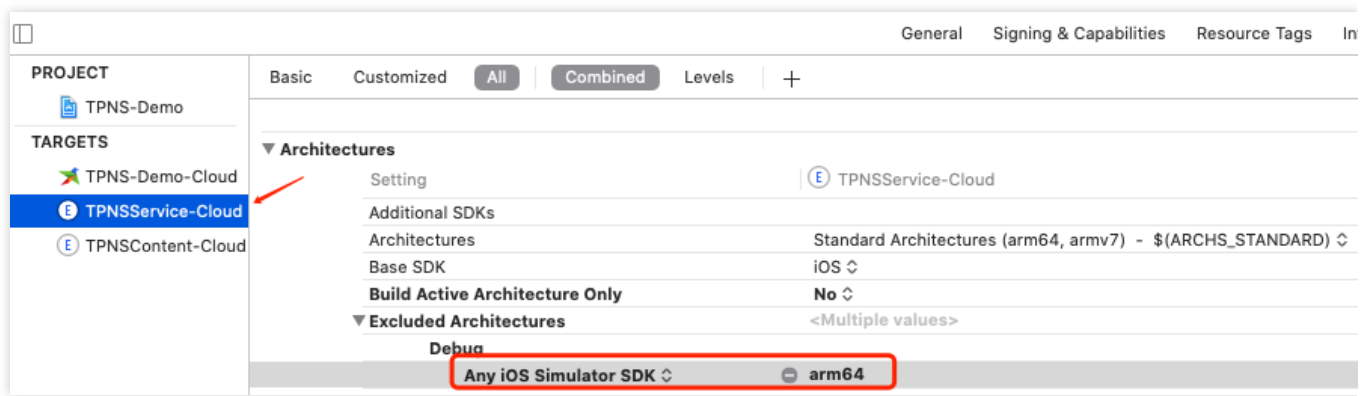 General Signing & Capabilities Resource Tags In
PROJECT
TPNS-Demo
TARGETS
TPNS-Demo-Cloud
E TPNSService-Cloud
E TPNSContent-Cloud
Basic Customized All Combined Levels +
Architectures
Setting E TPNSService-Cloud
Additional SDKs
Architectures Standard Architectures (arm64, armv7) - $(ARCHS_STANDARD)
Base SDK iOS
Build Active Architecture Only No
Excluded Architectures <Multiple values>
Debug
Any iOS Simulator SDK arm64